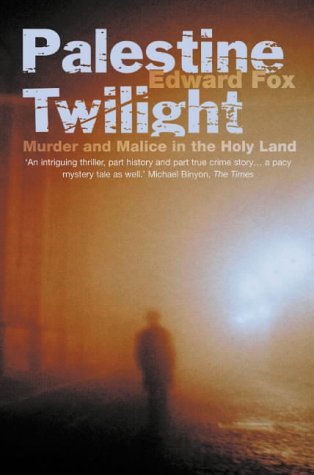 Palestine
Edward Fox
Twilight
Murder and Malice in the Holy Land
'An intriguing thriller, part history and part true crime story... a pacy
mystery tale as well.' Michael Binyon, The Times